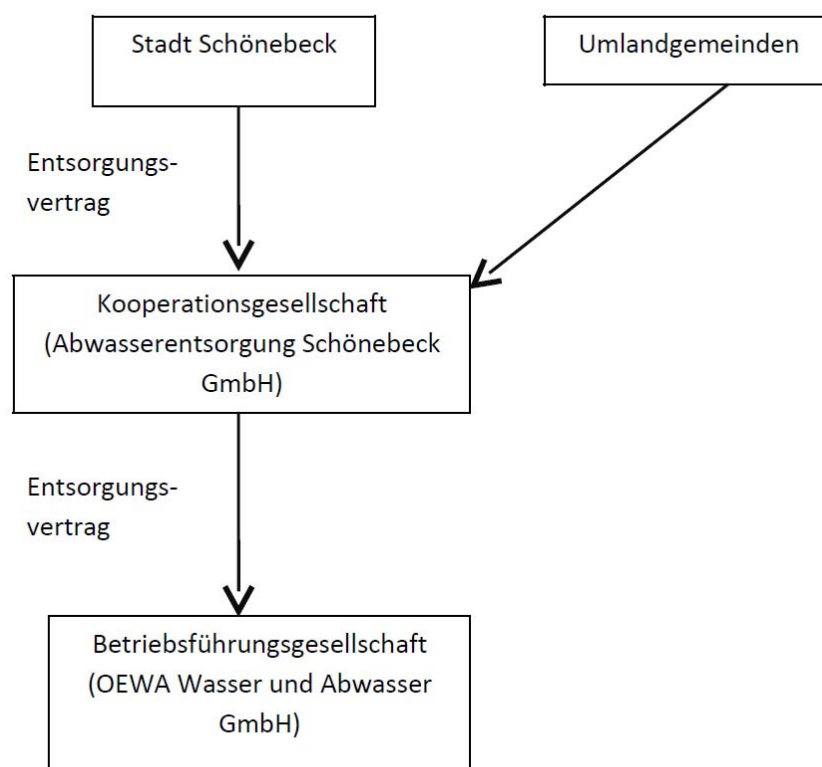 Stadt Schönebeck
Umlandgemeinden
Entsorgungs-
vertrag
Kooperationsgesellschaft
(Abwasserentsorgung Schönebeck
GmbH)
Entsorgungs-
vertrag
Betriebsführungsgesellschaft
(OEWA Wasser und Abwasser
GmbH)